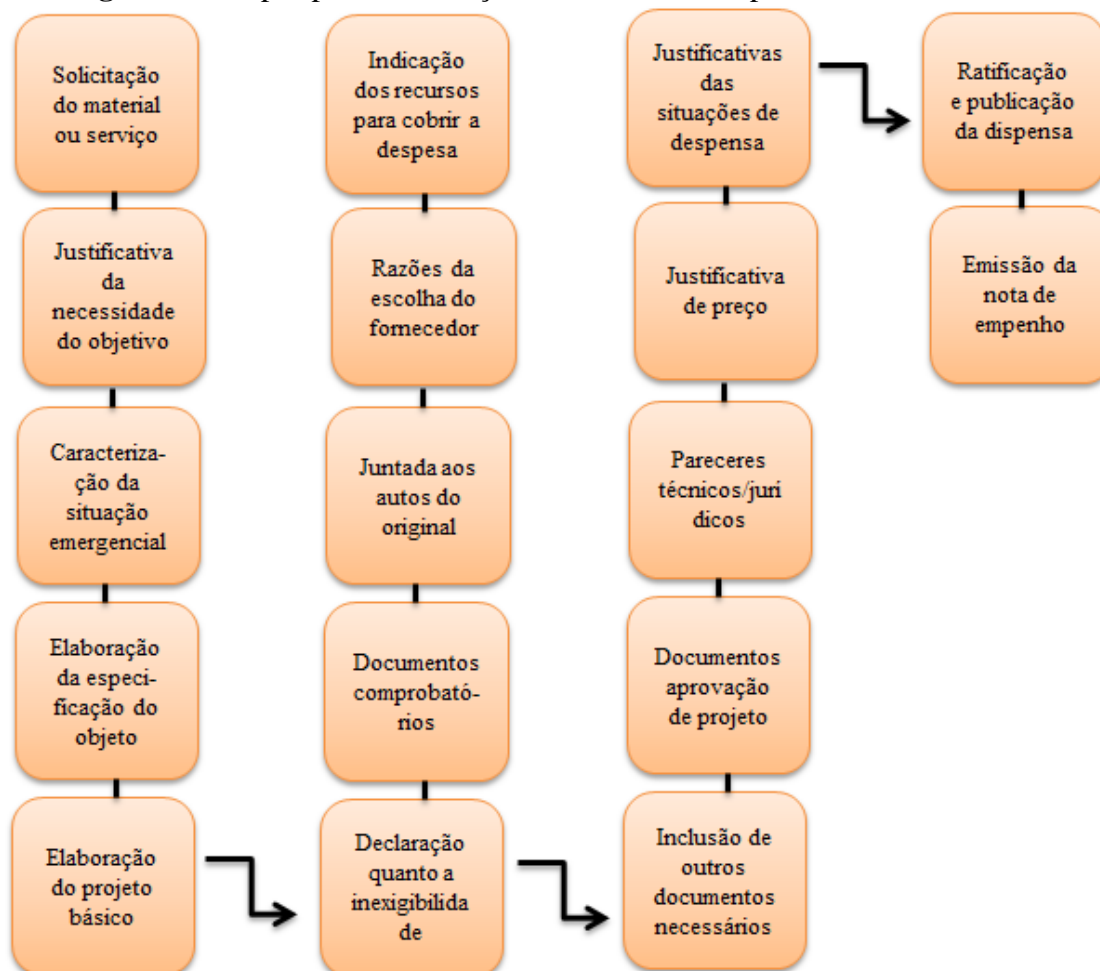 Solicitação
do material
ou serviço
Justificativa
da
necessidade
do objetivo
Caracteriza-
ção da
situação
emergencial
Elaboração
da especi-
ficação do
objeto
Elaboração
do projeto
básico
Indicação
dos recursos
para cobrir a
despesa
Razões da
escolha do
fornecedor
Juntada aos
autos do
original
Documentos
comprobató-
rios
Declaração
quanto a
inexigibilida
de
Justificativas
das
situações de
despensa
Justificativa
de preço
Pareceres
técnicos/jurí
dicos
Documentos
aprovação
de projeto
Inclusão de
outros
documentos
necessários
Ratificação
e publicação
da dispensa
Emissão da
nota de
empenho